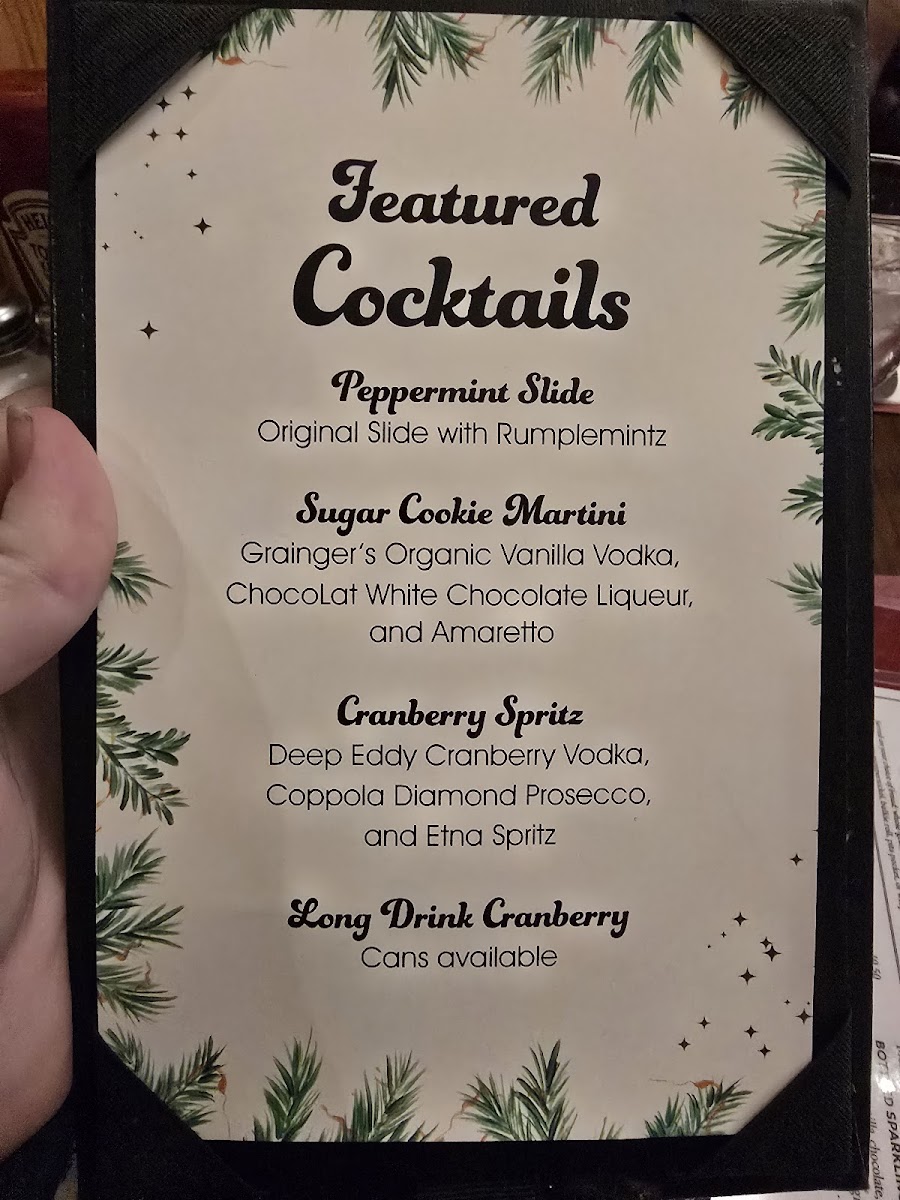 Featured
Cocktails
Peppermint Slide
Original Slide with Rumplemintz
Sugar Cookie Martini
Grainger's Organic Vanilla Vodka,
ChocoLat White Chocolate Liqueur,
and Amaretto
Cranberry Spritz
Deep Eddy Cranberry Vodka,
Coppola Diamond Prosecco,
and Etna Spritz
Long Drink Cranberry
Cans available